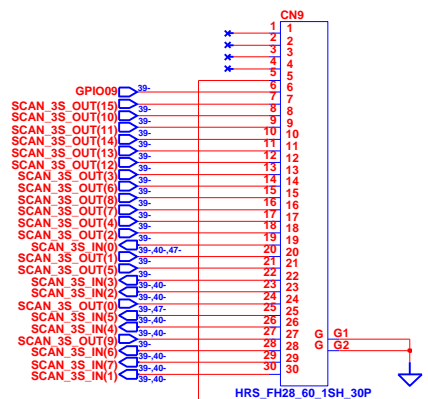 CN9
1 1
2 2
3 3
4 4
5 5
GPIO09 39- 6 6
SCAN_3S_OUT(15) 39- 7 7
SCAN_3S_OUT(10) 39- 8 8
SCAN_3S_OUT(11) 39- 9 9
SCAN_3S_OUT(14) 39- 10 10
SCAN_3S_OUT(13) 39- 11 11
SCAN_3S_OUT(12) 39- 12 12
SCAN_3S_OUT(3) 39- 13 13
SCAN_3S_OUT(6) 39- 14 14
SCAN_3S_OUT(8) 39- 15 15
SCAN_3S_OUT(7) 39- 16 16
SCAN_3S_OUT(4) 39- 17 17
SCAN_3S_OUT(2) 39- 18 18
SCAN_3S_IN(0) 39-,40-,47- 19 19
SCAN_3S_OUT(1) 39- 20 20
SCAN_3S_OUT(5) 39- 21 21
SCAN_3S_IN(3) 39-,40- 22 22
SCAN_3S_IN(2) 39-,40- 23 23
SCAN_3S_OUT(0) 39-,47- 24 24
SCAN_3S_IN(5) 39-,40- 25 25
SCAN_3S_IN(4) 39-,40- 26 26
SCAN_3S_OUT(9) 39- 27 27 G G1
SCAN_3S_IN(6) 39-,40- 28 28 G G2
SCAN_3S_IN(7) 39-,40- 29 29
SCAN_3S_IN(1) 39-,40- 30 30
HRS_FH28_60_1SH_30P